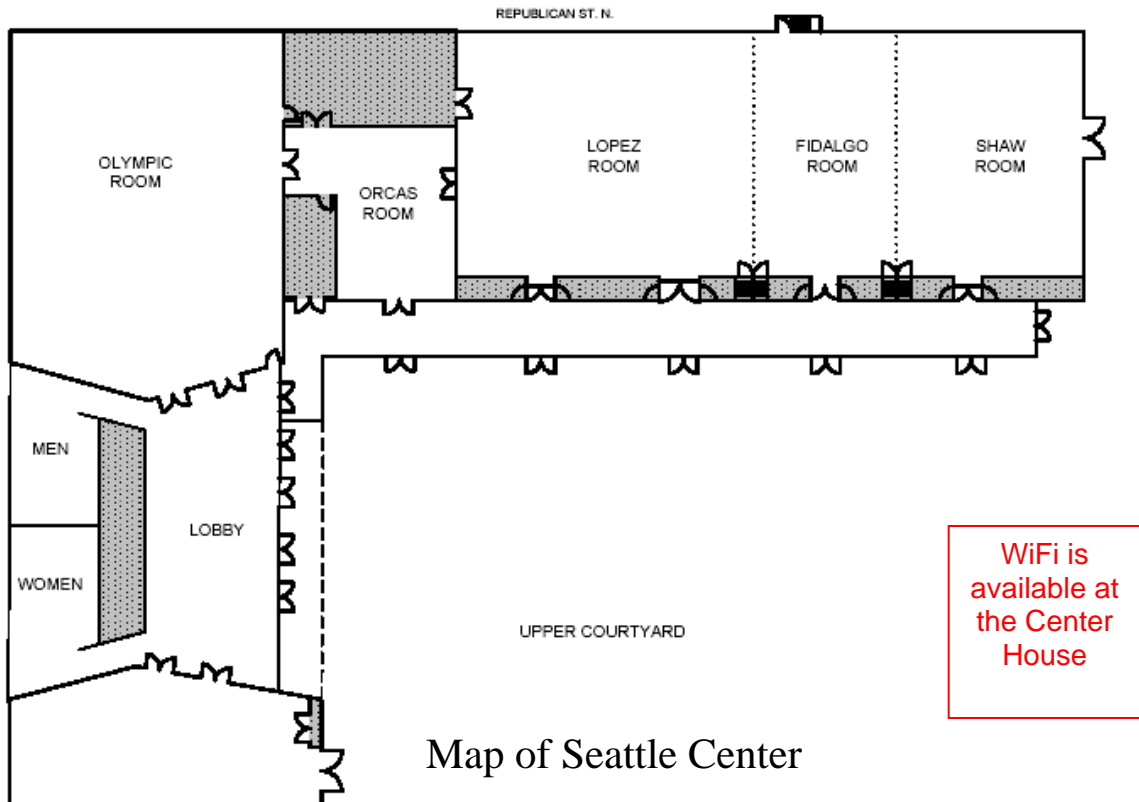 REPUBLICAN ST. N.
OLYMPIC
ROOM
ORCAS
ROOM
LOPEZ
ROOM
FIDALGO
ROOM
SHAW
ROOM
MEN
LOBBY
WOMEN
UPPER COURTYARD
WiFi is
available at
the Center
House
Map of Seattle Center